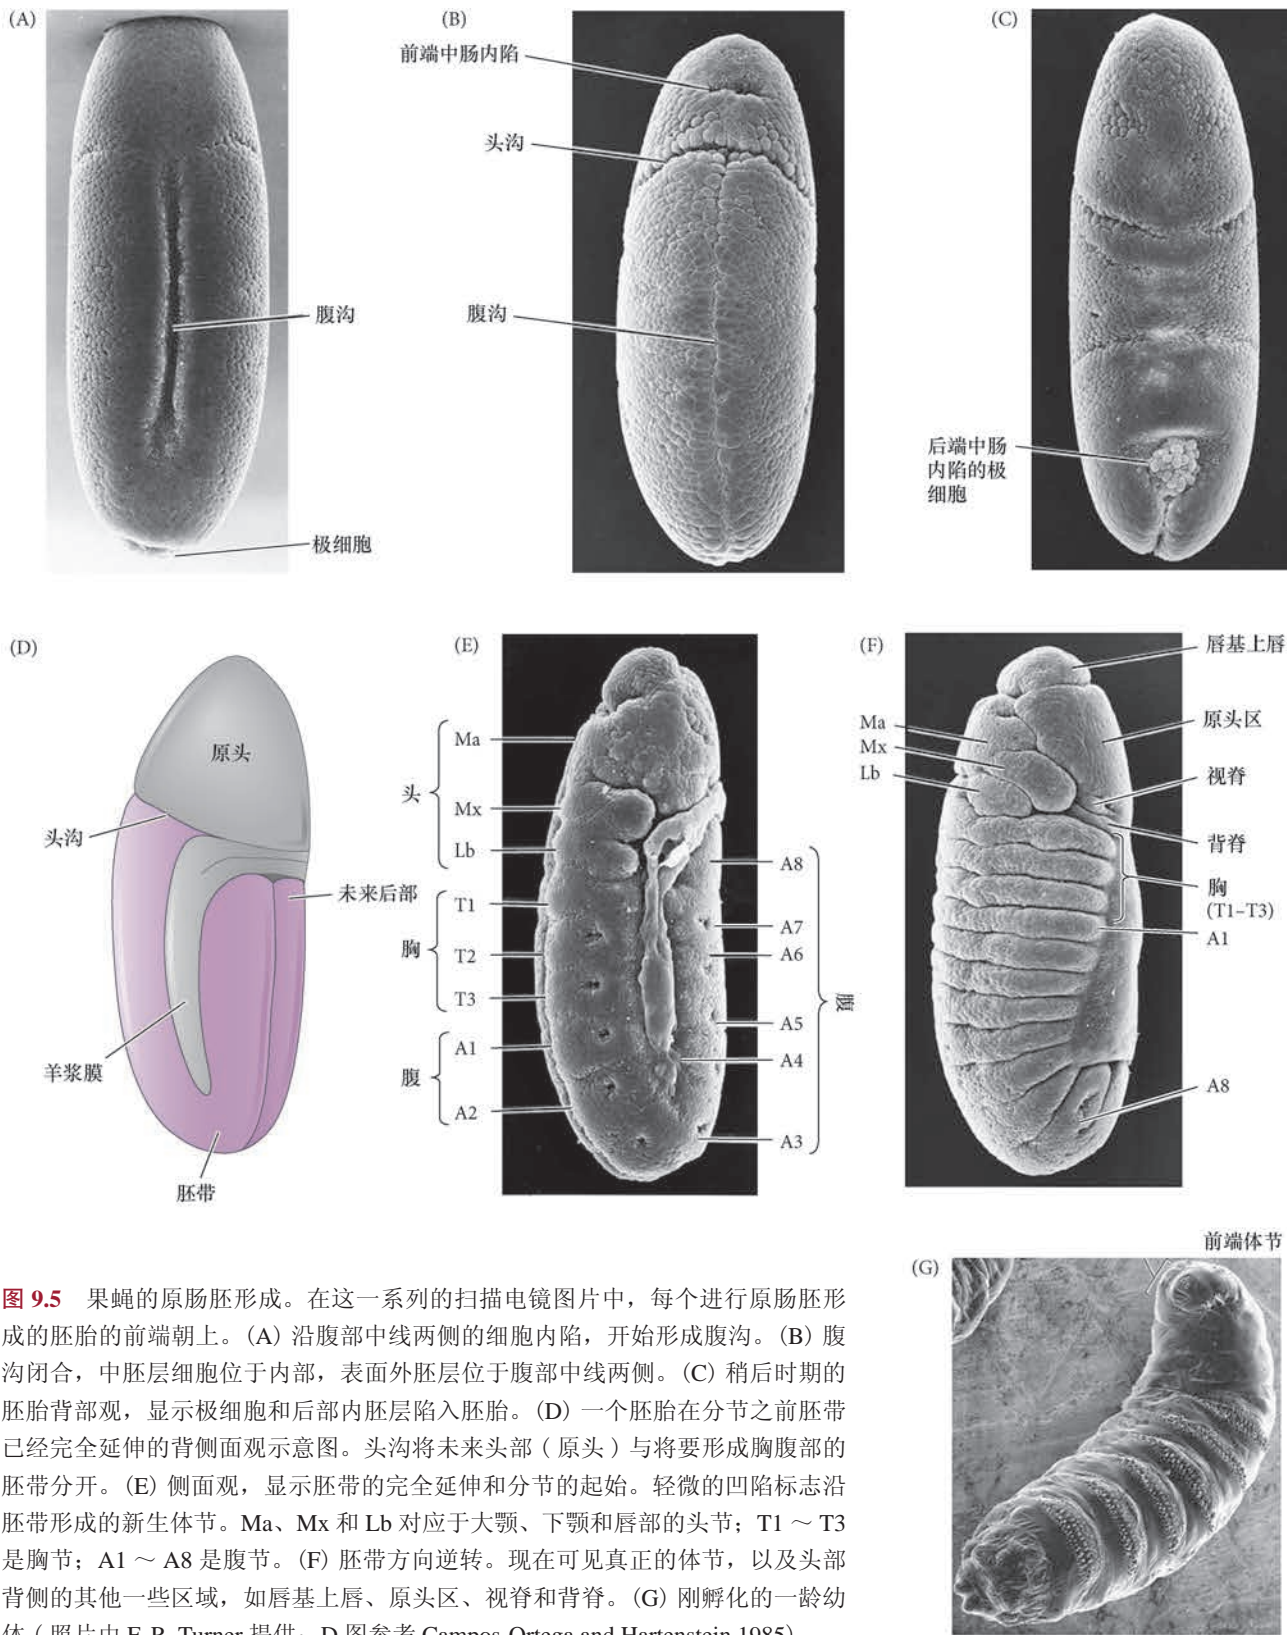 (A)
腹沟
极细胞
(B)
前端中肠内陷
头沟
腹沟
(C)
后端中肠
内陷的极
细胞
(D)
原头
头沟
未来后部
羊浆膜
胚带
(E)
头
Ma
Mx
Lb
胸
T1
T2
T3
腹
A1
A2
A8
A7
A6
A5
A4
A3
腹
(F)
Ma
Mx
Lb
唇基上唇
原头区
视脊
背脊
胸
(T1–T3)
A1
A8
(G)
前端体节
图 9.5 果蝇的原肠胚形成。在这一系列的扫描电镜图片中，每个进行原肠胚形
成的胚胎的前端朝上。（A）沿腹部中线两侧的细胞内陷，开始形成腹沟。（B）腹
沟闭合，中胚层细胞位于内部，表面外胚层位于腹部中线两侧。（C）稍后时期的
胚胎背部观，显示极细胞和后部内胚层陷入胚胎。（D）一个胚胎在分节之前胚带
已经完全延伸的背侧面观示意图。头沟将未来头部（原头）与将要形成胸腹部的
胚带分开。（E）侧面观，显示胚带的完全延伸和分节的起始。轻微的凹陷标志沿
胚带形成的新生体节。Ma、Mx 和 Lb 对应于大颚、下颚和唇部的头节；T1～T3
是胸节；A1～A8 是腹节。（F）胚带方向逆转。现在可见真正的体节，以及头部
背侧的其他一些区域，如唇基上唇、原头区、视脊和背脊。（G）刚孵化的一龄幼
体（照片由 F. R. Turner 提供；D 图参考 Campos-Ortega and Hartenstein 1985）